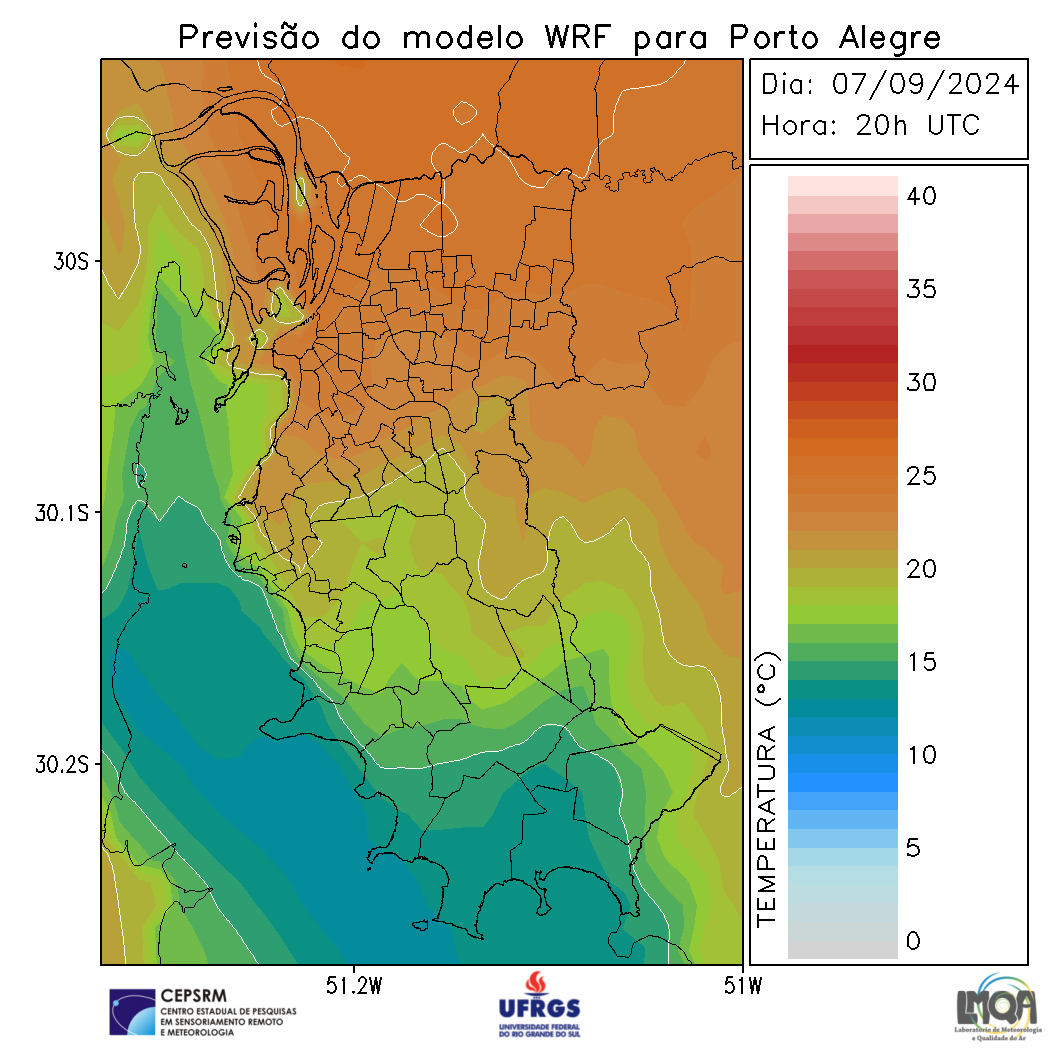 Previsão do modelo WRF para Porto Alegre
Dia: 07/09/2024
Hora: 20h UTC
30S
30.1S
30.2S
51.2W
51W
TEMPERATURA (°C)
40
35
30
25
20
15
10
5
0
CEPSRM
CENTRO ESTADUAL DE PESQUISAS
EM SENSORIAMENTO REMOTO
E METEOROLOGIA
UFRGS
UNIVERSIDADE FEDERAL
DO RIO GRANDE DO SUL
LMQA
Laboratório de Meteorologia
e Qualidade do Ar